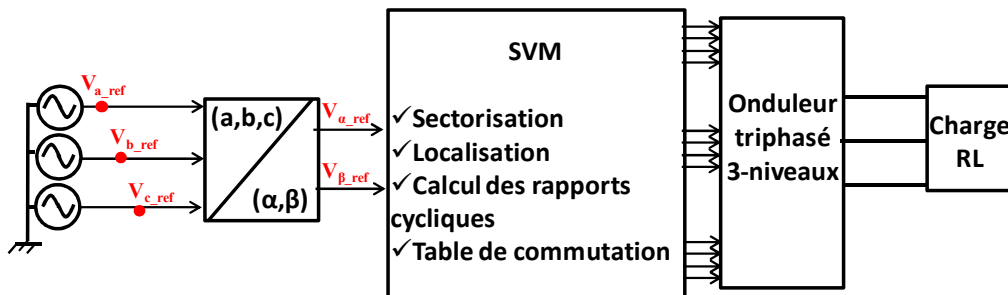 SVM
V_a_ref
V_b_ref
V_c_ref
(a,b,c)
(α,β)
V_α_ref
V_β_ref
✓Sectorisation
✓Localisation
✓Calcul des rapports
cycliques
✓Table de commutation
Onduleur
triphasé
3-niveaux
Charge
RL